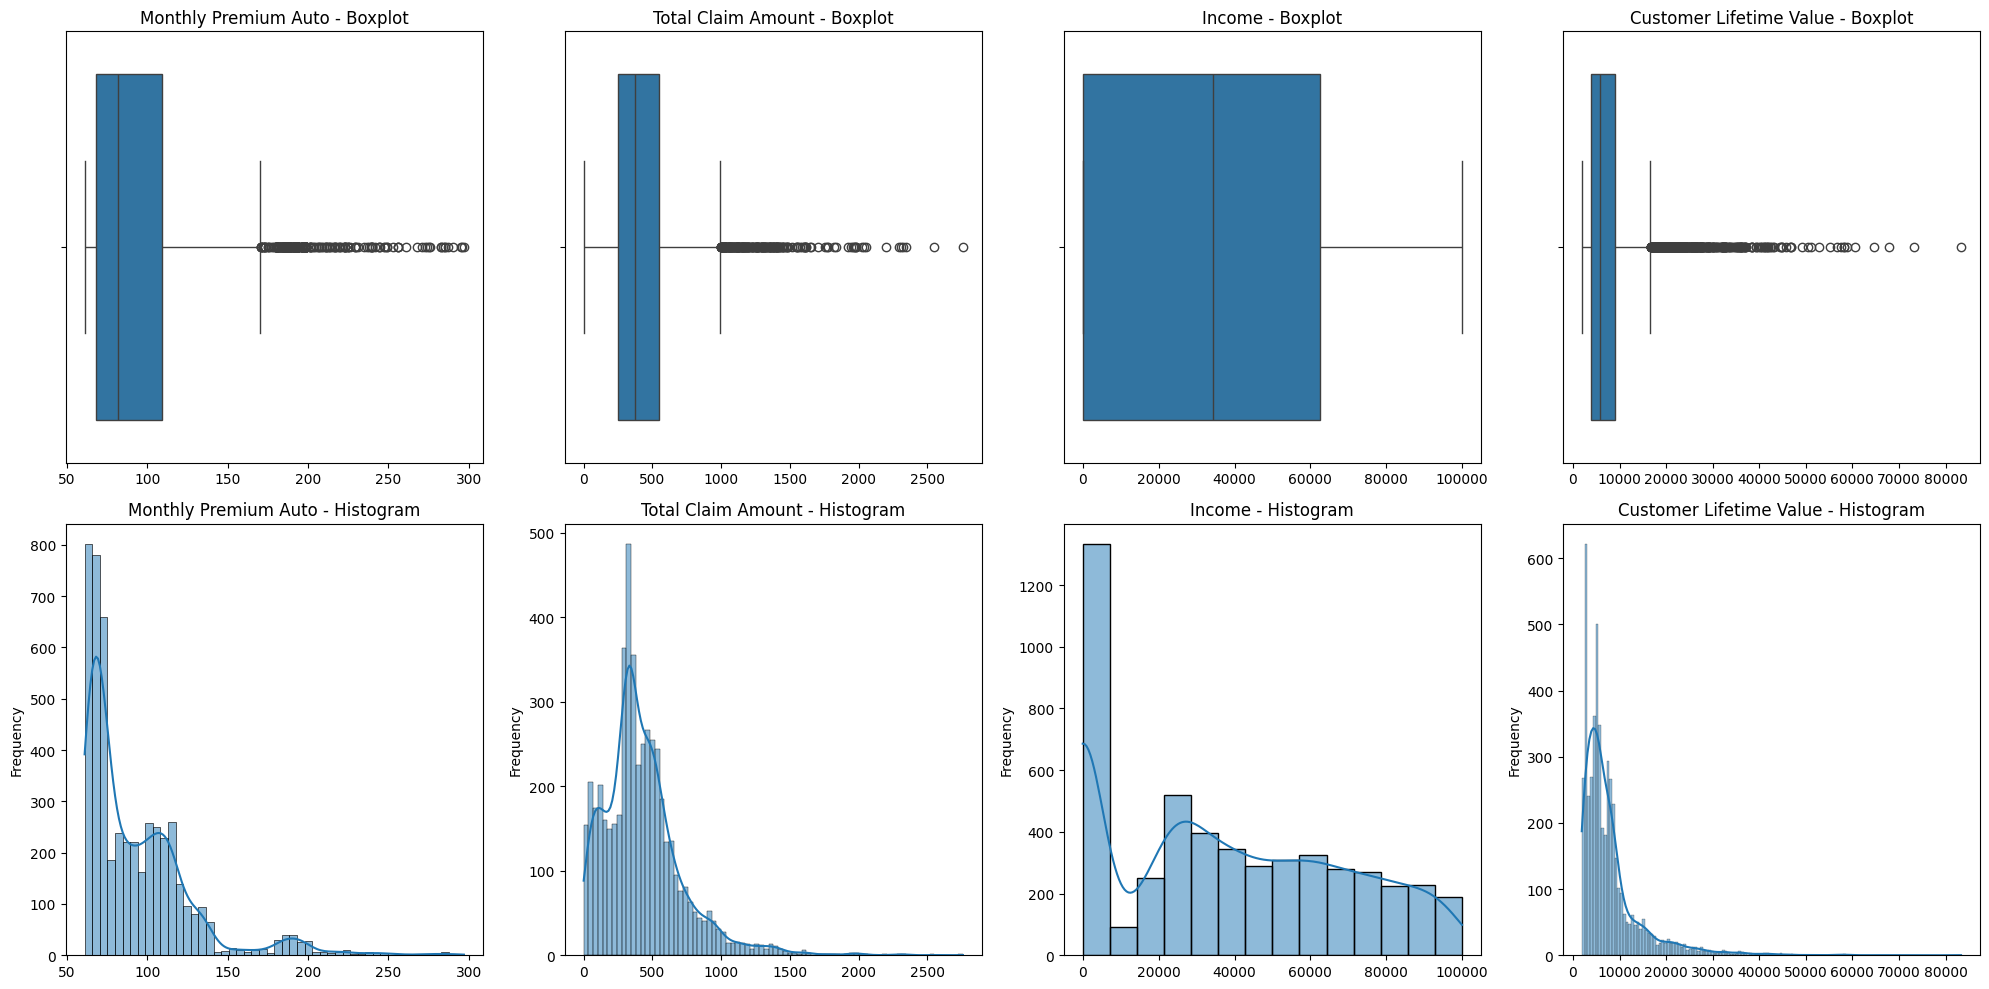 Monthly Premium Auto - Boxplot
Total Claim Amount - Boxplot
Income - Boxplot
Customer Lifetime Value - Boxplot
50 100 150 200 250 300
0 500 1000 1500 2000 2500
0 20000 40000 60000 80000 100000
0 10000 20000 30000 40000 50000 60000 70000 80000
Monthly Premium Auto - Histogram
Total Claim Amount - Histogram
Income - Histogram
Customer Lifetime Value - Histogram
Frequency
800
700
600
500
400
300
200
100
0
50 100 150 200 250 300
Frequency
500
400
300
200
100
0
0 500 1000 1500 2000 2500
Frequency
1200
1000
800
600
400
200
0
0 20000 40000 60000 80000 100000
Frequency
600
500
400
300
200
100
0
0 10000 20000 30000 40000 50000 60000 70000 80000